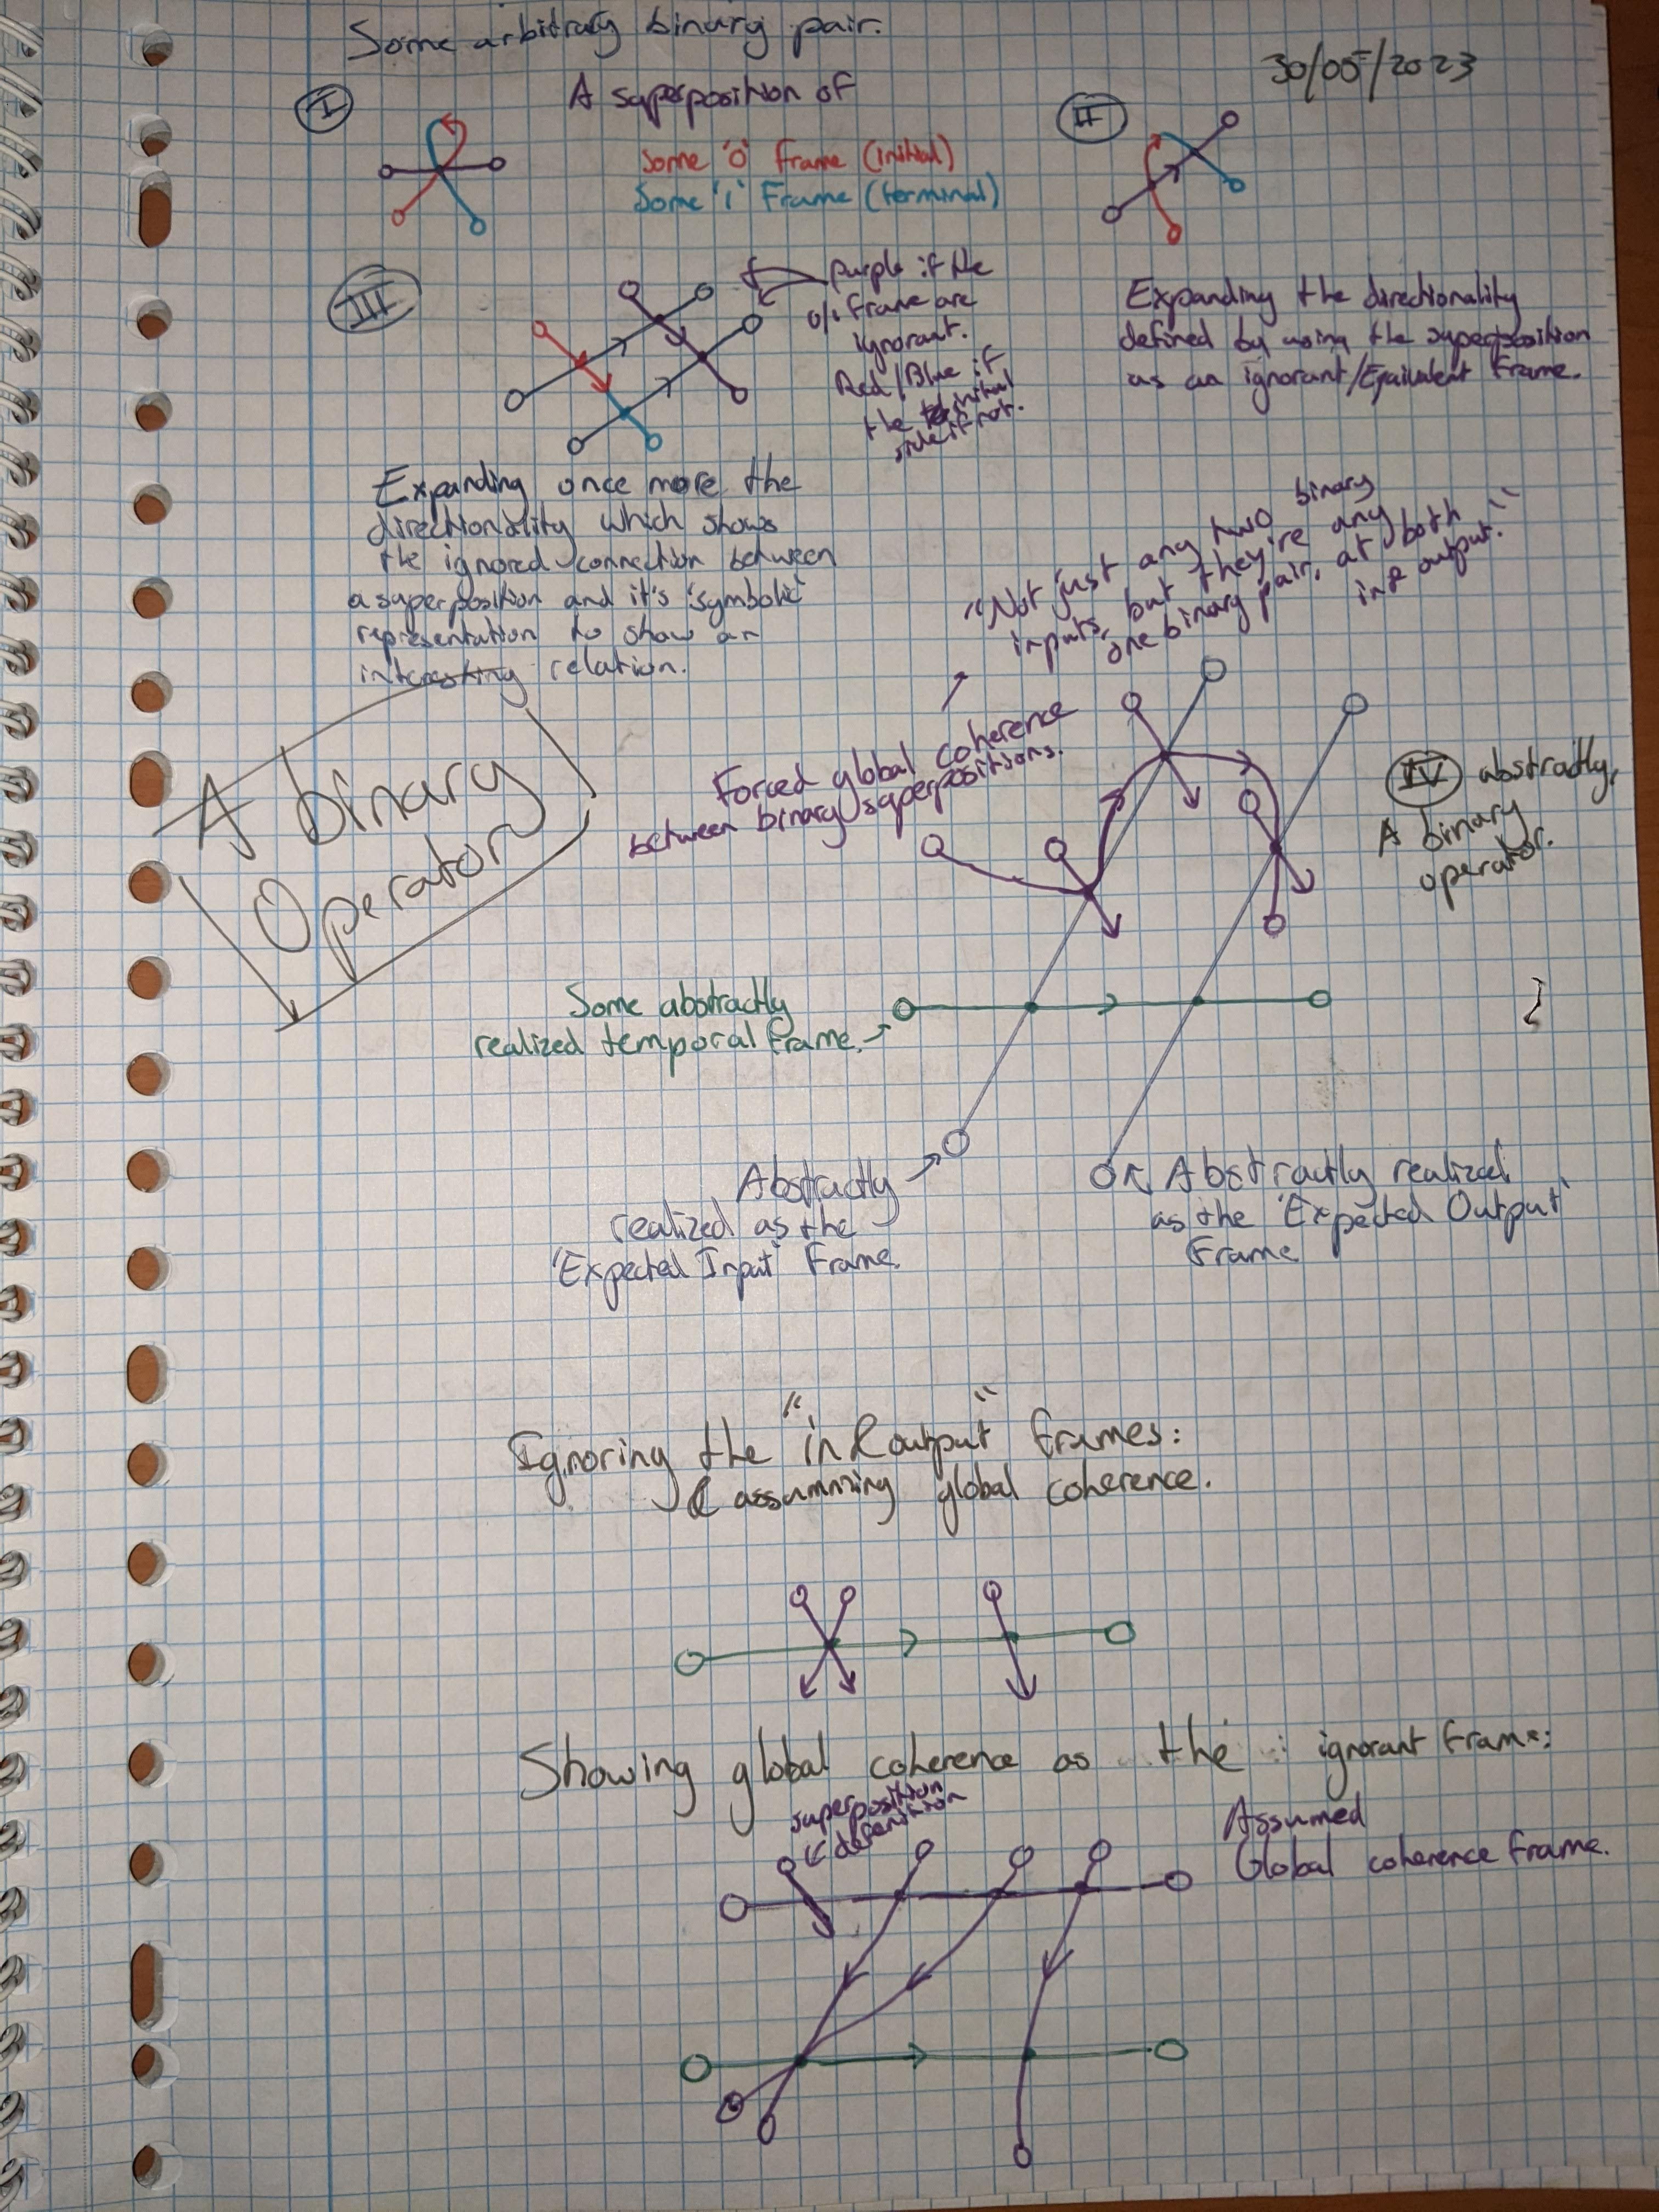 Some arbitrary binary pair.
30/05/2023
I
A superposition of
Some '0' Frame (initial)
Some '1' Frame (terminal)
II
Expanding the directionality
defined by using the superposition
as an ignorant/Equivalent Frame.
III
Purple if the
0/1 Frame are
ignorant.
Red/Blue if
the initial
side if not.
Expanding once more the
directionality which shows
the ignored connection between
a superposition and it's 'symbolic'
representation to show an
interesting relation.
A binary
Operator
"Not just any two binary
inputs, but they're any
one binary pair, at both
in & output."
Forced global coherence
between binary superpositions.
IV abstractly,
A binary
operator.
Some abstractly
realized temporal frame.
Abstractly
realized as the
'Expected Input' Frame.
Abstractly realized
as the 'Expected Output'
Frame
Ignoring the "in & output" frames:
& assumming global coherence.
Showing global coherence as the ignorant frame:
superposition
definition
Assumed
Global coherence frame.